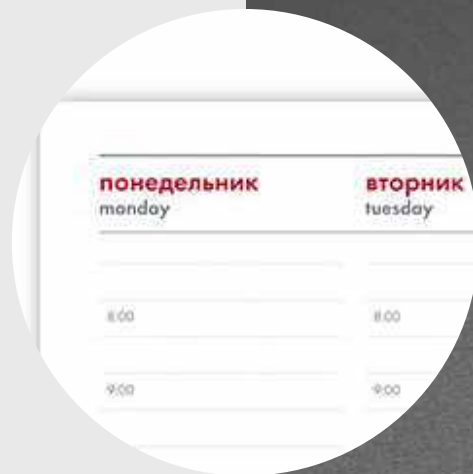 понедельник
monday
8:00
9:00
вторник
tuesday
8:00
9:00